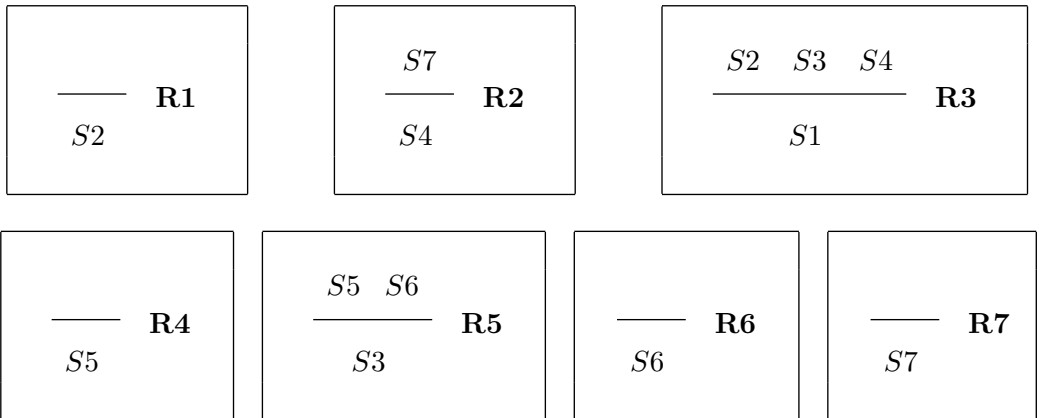 S7 S2 S3 S4
R1 R2 R3
S2 S4 S1
S5 S6
R4 R5 R6 R7
S5 S3 S6 S7